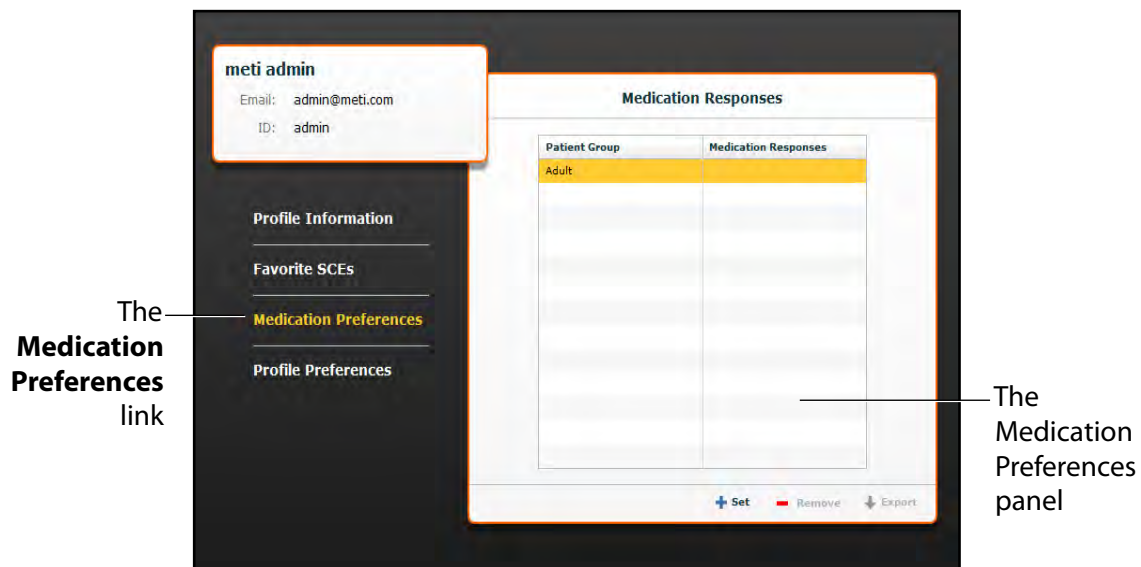 meti admin
Email: admin@meti.com
ID: admin
Profile Information
Favorite SCEs
Medication Preferences
Profile Preferences
Medication Responses
Patient Group Medication Responses
Adult
Set Remove Export
The
Medication
Preferences
link
The
Medication
Preferences
panel